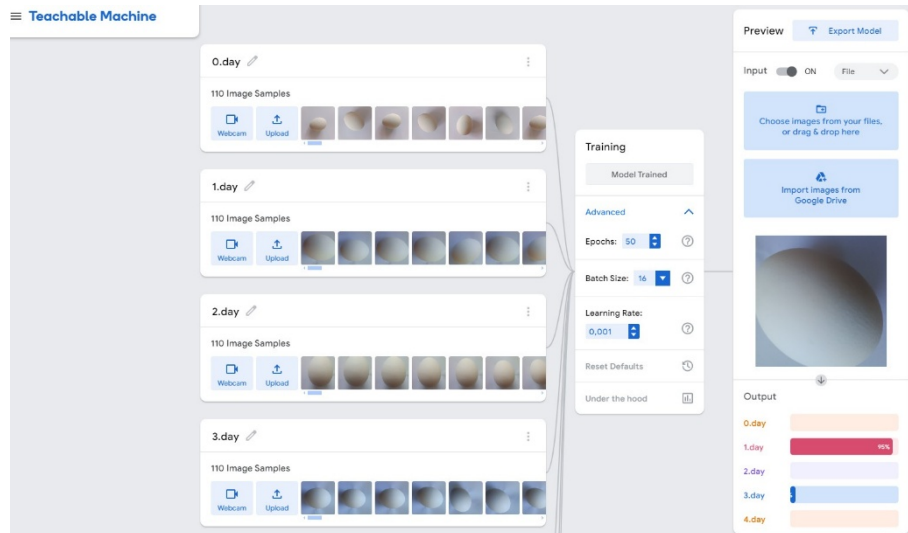 Teachable Machine
0.day
110 Image Samples
Webcam Upload
1.day
110 Image Samples
Webcam Upload
2.day
110 Image Samples
Webcam Upload
3.day
110 Image Samples
Webcam Upload
Training
Model Trained
Advanced
Epochs: 50
Batch Size: 16
Learning Rate:
0,001
Reset Defaults
Under the hood
Preview Export Model
Input ON File
Choose images from your files,
or drag & drop here
Import images from
Google Drive
Output
0.day
1.day 95%
2.day
3.day
4.day